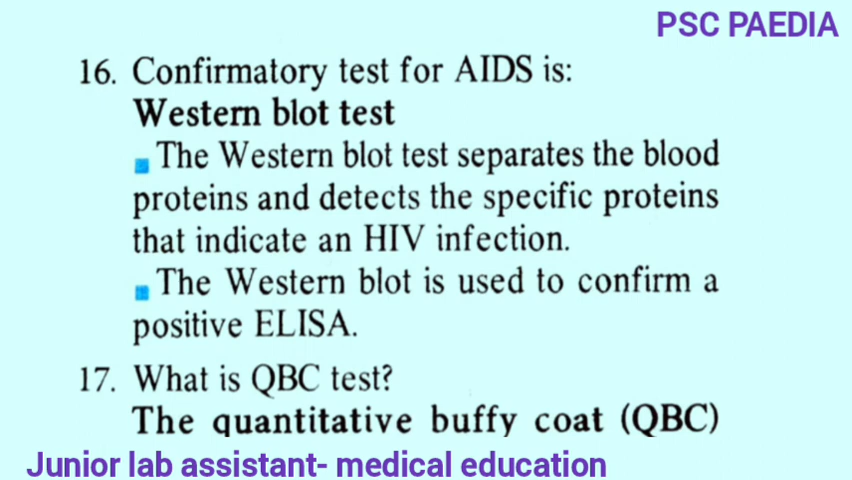 PSC PAEDIA
16. Confirmatory test for AIDS is:
Western blot test
The Western blot test separates the blood
proteins and detects the specific proteins
that indicate an HIV infection.
The Western blot is used to confirm a
positive ELISA.
17. What is QBC test?
The quantitative buffy coat (QBC)
Junior lab assistant- medical education